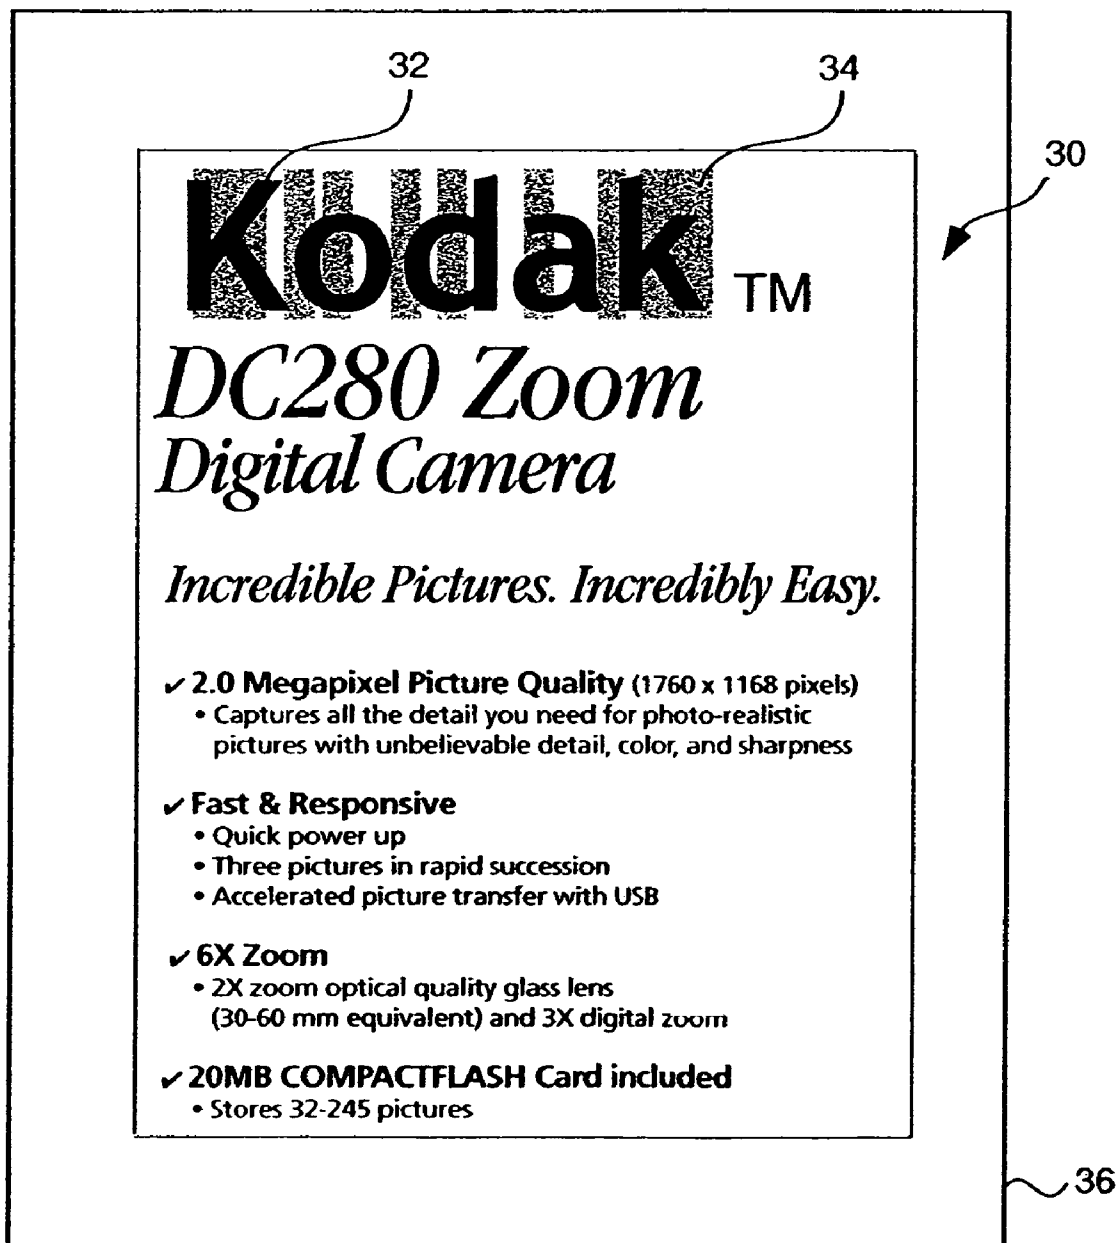 32
34
30
Kodak TM
DC280 Zoom
Digital Camera
Incredible Pictures. Incredibly Easy.
✓ 2.0 Megapixel Picture Quality (1760 x 1168 pixels)
• Captures all the detail you need for photo-realistic
pictures with unbelievable detail, color, and sharpness
✓ Fast & Responsive
• Quick power up
• Three pictures in rapid succession
• Accelerated picture transfer with USB
✓ 6X Zoom
• 2X zoom optical quality glass lens
(30-60 mm equivalent) and 3X digital zoom
✓ 20MB COMPACTFLASH Card included
• Stores 32-245 pictures
36